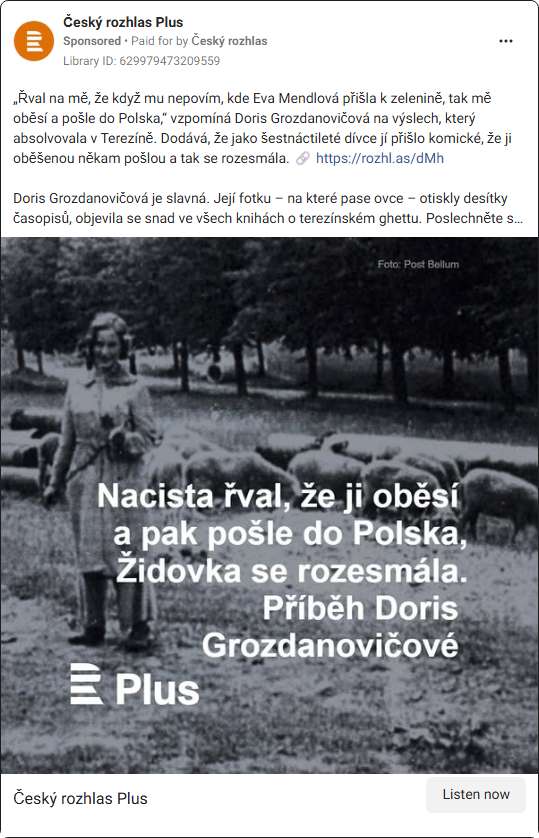 Český rozhlas Plus
Sponsored • Paid for by Český rozhlas
Library ID: 629979473209559
„Řval na mě, že když mu nepovím, kde Eva Mendlová přišla k zelenině, tak mě
oběsí a pošle do Polska,“ vzpomíná Doris Grozdanovičová na výslech, který
absolvovala v Terezíně. Dodává, že jako šestnáctileté dívce jí přišlo komické, že ji
oběšenou někam pošlou a tak se rozesmála. 🔗 https://rozhl.as/dMh
Doris Grozdanovičová je slavná. Její fotku – na které pase ovce – otiskly desítky
časopisů, objevila se snad ve všech knihách o terezínském ghettu. Poslechněte s...
Foto: Post Bellum
Nacista řval, že ji oběsí
a pak pošle do Polska,
Židovka se rozesmála.
Příběh Doris
Grozdanovičové
Plus
Český rozhlas Plus
Listen now